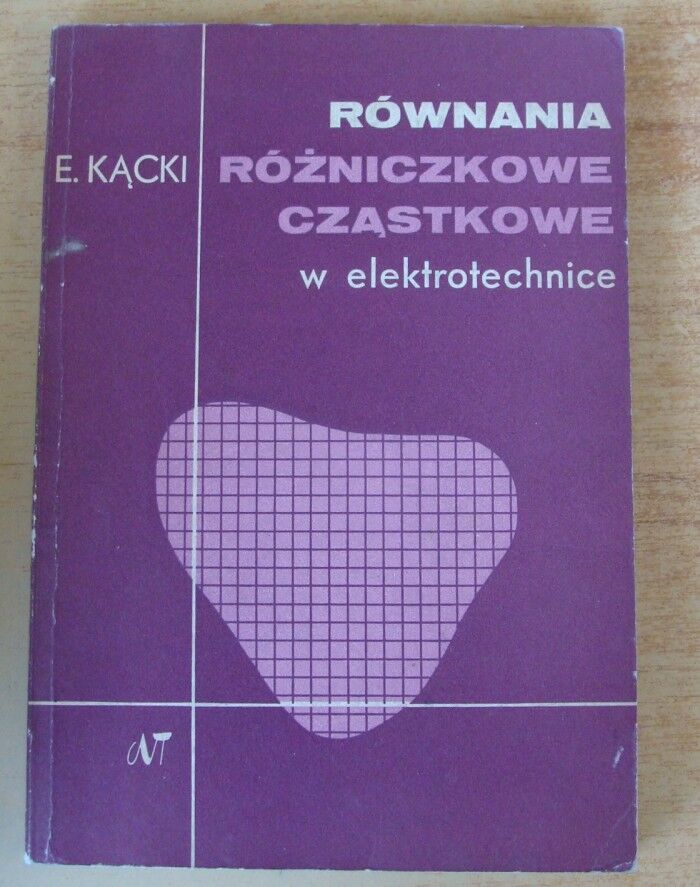 RÓWNANIA
E. KĄCKI RÓŻNICZKOWE
CZĄSTKOWE
w elektrotechnice
WNT